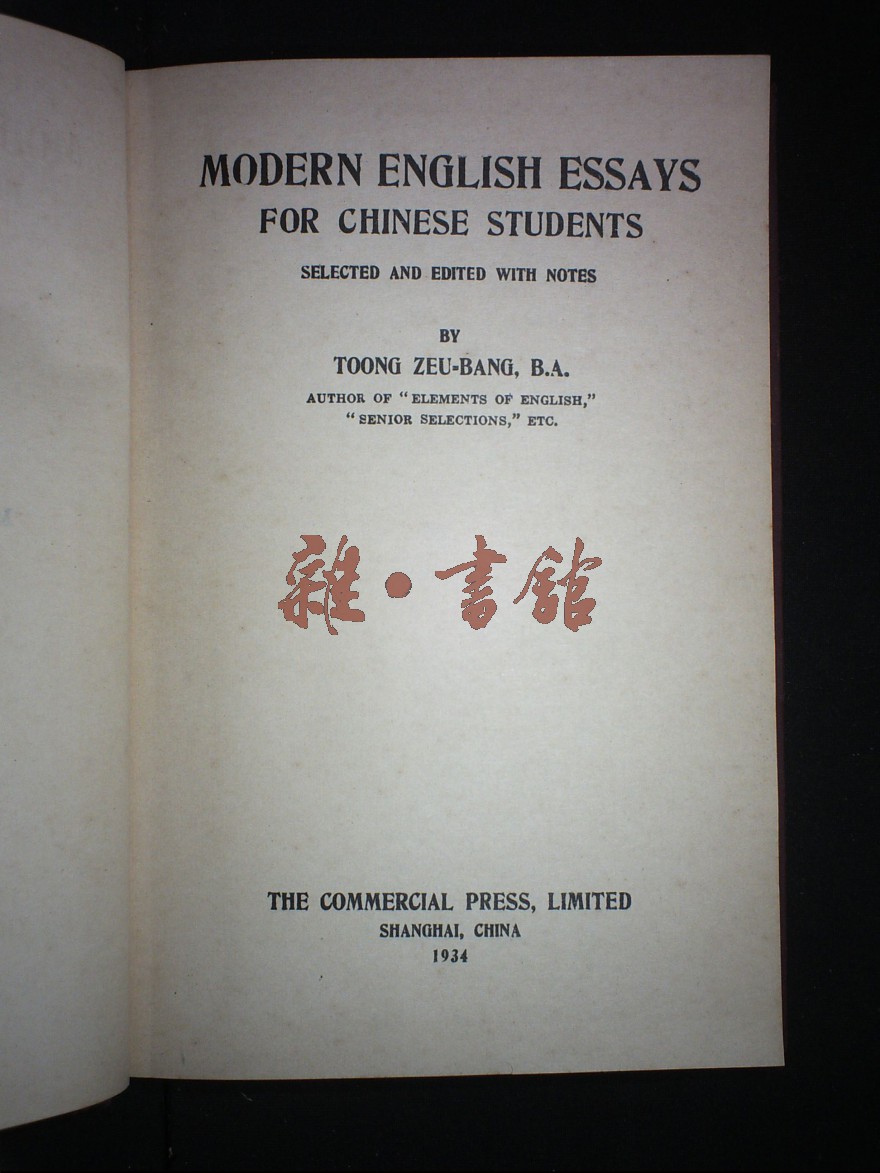 MODERN ENGLISH ESSAYS
FOR CHINESE STUDENTS
SELECTED AND EDITED WITH NOTES
BY
TOONG ZEU-BANG, B.A.
AUTHOR OF “ELEMENTS OF ENGLISH,”
“SENIOR SELECTIONS,” ETC.
雜·書館
THE COMMERCIAL PRESS, LIMITED
SHANGHAI, CHINA
1934